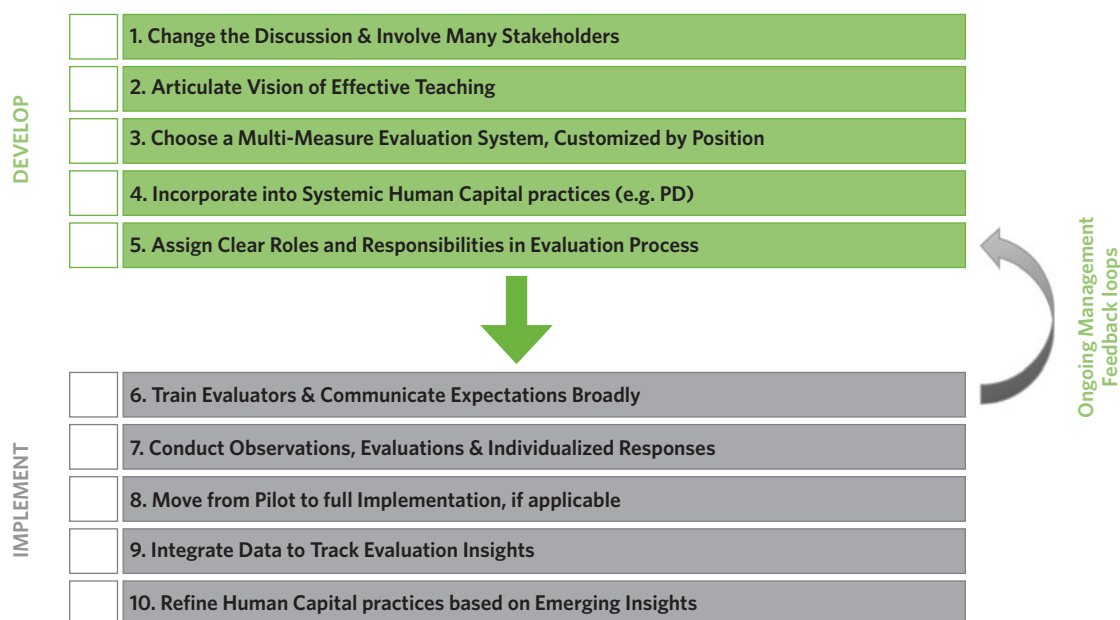 DEVELOP
1. Change the Discussion & Involve Many Stakeholders
2. Articulate Vision of Effective Teaching
3. Choose a Multi-Measure Evaluation System, Customized by Position
4. Incorporate into Systemic Human Capital practices (e.g. PD)
5. Assign Clear Roles and Responsibilities in Evaluation Process
Ongoing Management
Feedback loops
IMPLEMENT
6. Train Evaluators & Communicate Expectations Broadly
7. Conduct Observations, Evaluations & Individualized Responses
8. Move from Pilot to full Implementation, if applicable
9. Integrate Data to Track Evaluation Insights
10. Refine Human Capital practices based on Emerging Insights